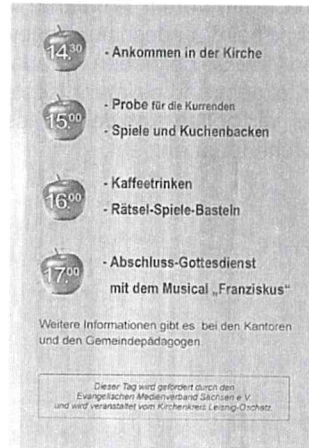 14.30
- Ankommen in der Kirche
15.00
- Probe für die Kurrenden
- Spiele und Kuchenbacken
16.00
- Kaffeetrinken
- Rätsel-Spiele-Basteln
17.00
- Abschluss-Gottesdienst
mit dem Musical „Franziskus“
Weitere Informationen gibt es bei den Kantoren
und den Gemeindepädagogen.
Dieser Tag wird gefördert durch den
Evangelischen Medienverband Sachsen e.V.
und wird veranstaltet vom Kirchenkreis Leisnig-Oschatz.